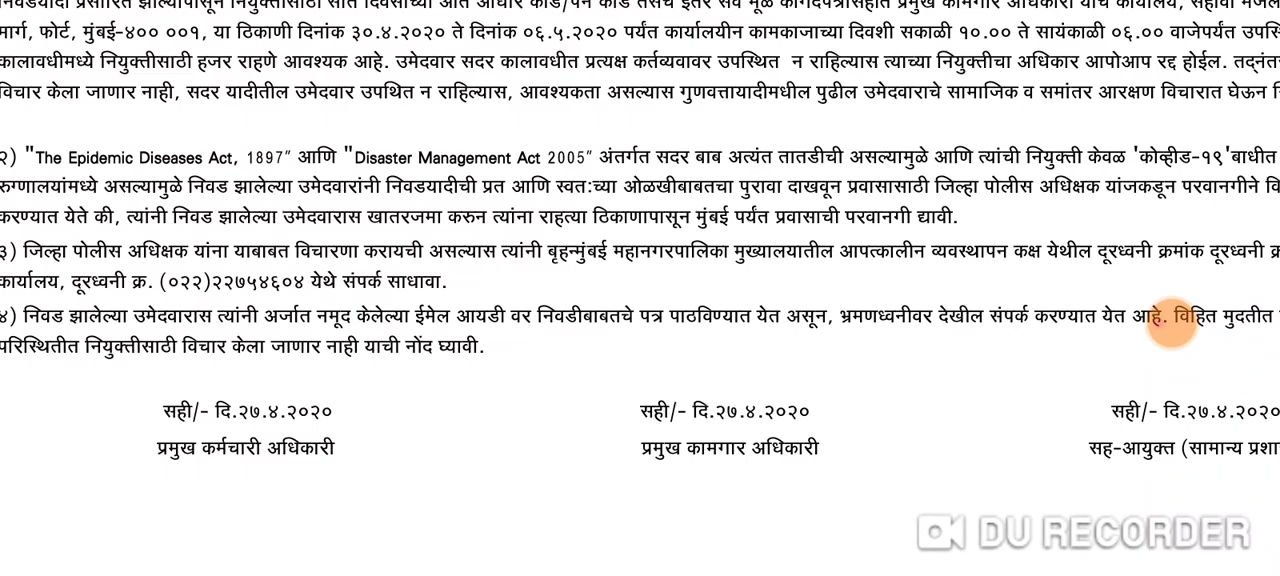 निवडयादी प्रसारित झाल्यापासून नियुक्तीसाठी सात दिवसांच्या आत आधार कार्ड/पॅन कार्ड तसेच इतर सर्व मूळ कागदपत्रांसहीत प्रमुख कामगार अधिकारी यांचे कार्यालय, सहावा मजला
मार्ग, फोर्ट, मुंबई-४०० ००१, या ठिकाणी दिनांक ३०.४.२०२० ते दिनांक ०६.५.२०२० पर्यंत कार्यालयीन कामकाजाच्या दिवशी सकाळी १०.०० ते सायंकाळी ०६.०० वाजेपर्यंत
कालावधीमध्ये नियुक्तीसाठी हजर राहणे आवश्यक आहे. उमेदवार सदर कालावधीत प्रत्यक्ष कर्तव्यवावर उपस्थित न राहिल्यास त्याच्या नियुक्तीचा अधिकार आपोआप रद्द होईल.
विचार केला जाणार नाही, सदर यादीतील उमेदवार उपथित न राहिल्यास, आवश्यकता असल्यास गुणवत्तायादीमधील पुढील उमेदवाराचे सामाजिक व समांतर आरक्षण विचारात घेऊन
२) "The Epidemic Diseases Act, 1897" आणि "Disaster Management Act 2005" अंतर्गत सदर बाब अत्यंत तातडीची असल्यामुळे आणि त्यांची नियुक्ती केवळ 'कोव्हीड-१९'बाधीत
रुग्णालयांमध्ये असल्यामुळे निवड झालेल्या उमेदवारांनी निवडयादीची प्रत आणि स्वत:च्या ओळखीबाबतचा पुरावा दाखवून प्रवासासाठी जिल्हा पोलीस अधिक्षक यांजकडून परवानगीने
करण्यात येते की, त्यांनी निवड झालेल्या उमेदवारास खातरजमा करुन त्यांना राहत्या ठिकाणापासून मुंबई पर्यंत प्रवासाची परवानगी द्यावी.
३) जिल्हा पोलीस अधिक्षक यांना याबाबत विचारणा करायची असल्यास त्यांनी बृहन्मुंबई महानगरपालिका मुख्यालयातील आपत्कालीन व्यवस्थापन कक्ष येथील दूरध्वनी क्रमांक दूरध्वनी
कार्यालय, दूरध्वनी क्र. (०२२)२२७५४६०४ येथे संपर्क साधावा.
४) निवड झालेल्या उमेदवारास त्यांनी अर्जात नमूद केलेल्या ईमेल आयडी वर निवडीबाबतचे पत्र पाठविण्यात येत असून, भ्रमणध्वनीवर देखील संपर्क करण्यात येत आहे. विहित मुदतीत
परिस्थितीत नियुक्तीसाठी विचार केला जाणार नाही याची नोंद घ्यावी.
सही/- दि.२७.४.२०२० सही/- दि.२७.४.२०२० सही/- दि.२७.४.२०२०
प्रमुख कर्मचारी अधिकारी प्रमुख कामगार अधिकारी सह-आयुक्त (सामान्य
DU RECORDER